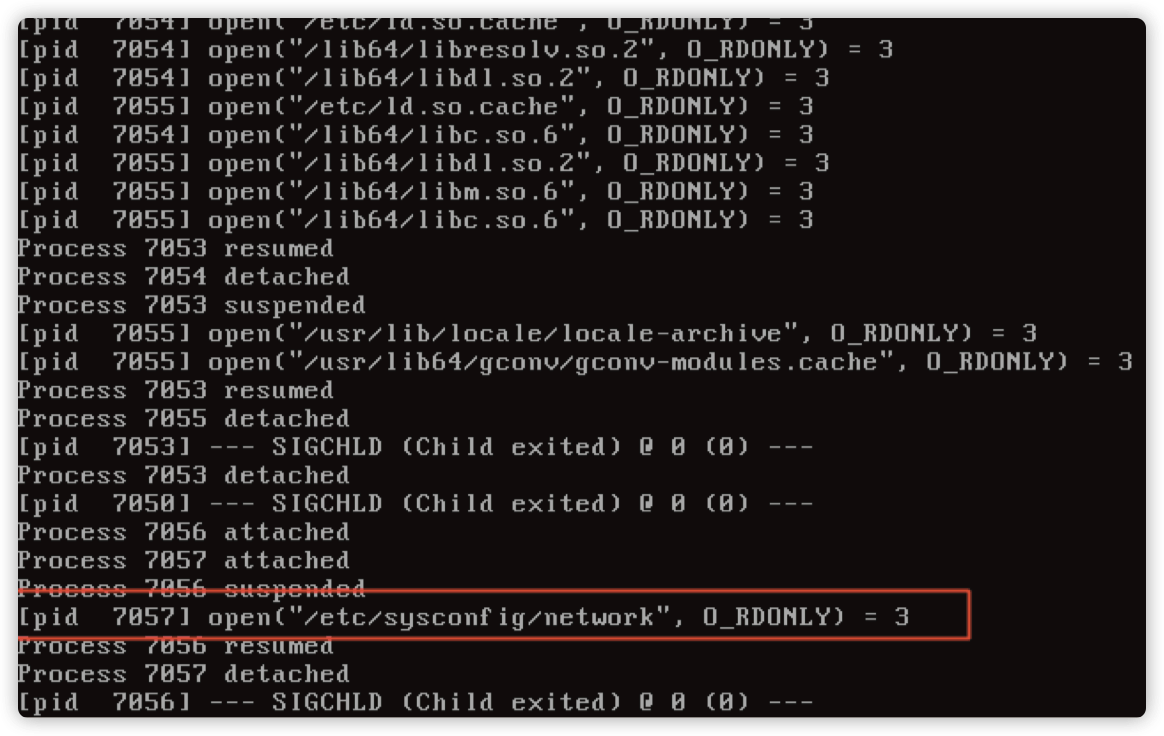 [pid  7054] open("/etc/ld.so.cache", O_RDONLY) = 3
[pid  7054] open("/lib64/libresolv.so.2", O_RDONLY) = 3
[pid  7054] open("/lib64/libdl.so.2", O_RDONLY) = 3
[pid  7055] open("/etc/ld.so.cache", O_RDONLY) = 3
[pid  7054] open("/lib64/libc.so.6", O_RDONLY) = 3
[pid  7055] open("/lib64/libdl.so.2", O_RDONLY) = 3
[pid  7055] open("/lib64/libm.so.6", O_RDONLY) = 3
[pid  7055] open("/lib64/libc.so.6", O_RDONLY) = 3
Process 7053 resumed
Process 7054 detached
Process 7053 suspended
[pid  7055] open("/usr/lib/locale/locale-archive", O_RDONLY) = 3
[pid  7055] open("/usr/lib64/gconv/gconv-modules.cache", O_RDONLY) = 3
Process 7053 resumed
Process 7055 detached
[pid  7053] --- SIGCHLD (Child exited) @ 0 (0) ---
Process 7053 detached
[pid  7050] --- SIGCHLD (Child exited) @ 0 (0) ---
Process 7056 attached
Process 7057 attached
Process 7056 suspended
[pid  7057] open("/etc/sysconfig/network", O_RDONLY) = 3
Process 7056 resumed
Process 7057 detached
[pid  7056] --- SIGCHLD (Child exited) @ 0 (0) ---